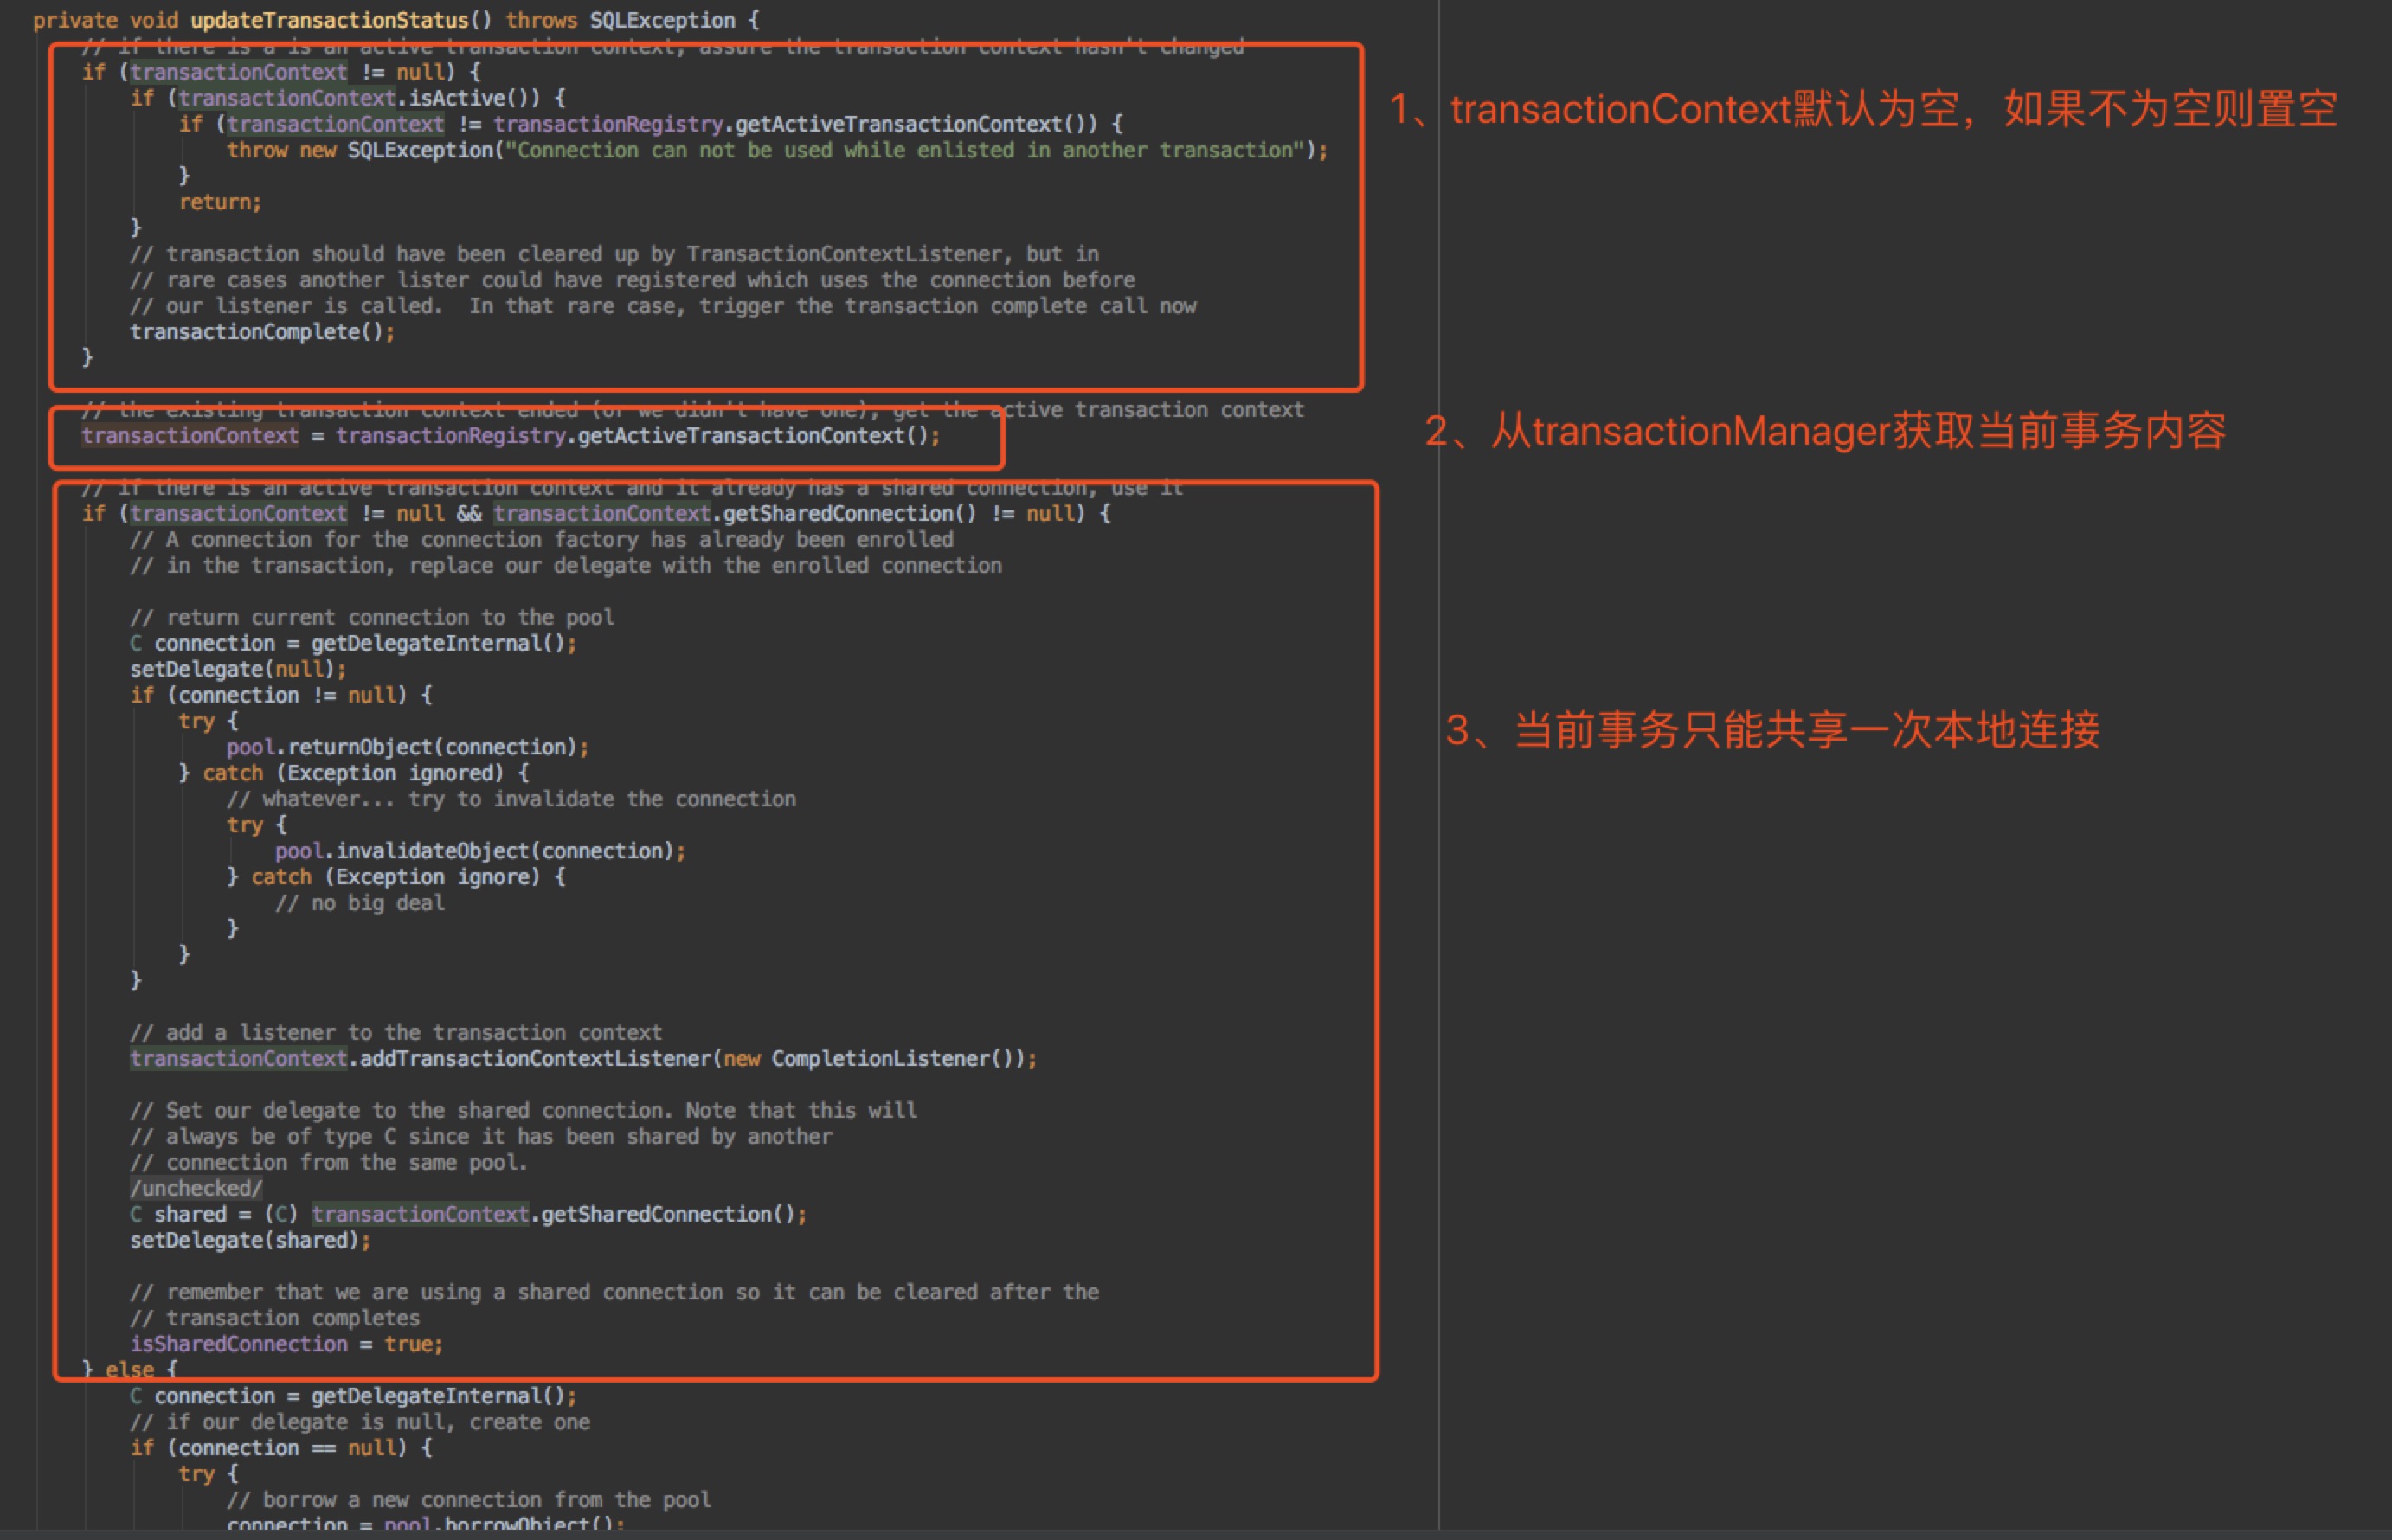 private void updateTransactionStatus() throws SQLException {
// if there is a is an active transaction context, assure the transaction context hasn't changed
if (transactionContext != null) {
if (transactionContext.isActive()) {
if (transactionContext != transactionRegistry.getActiveTransactionContext()) {
throw new SQLException("Connection can not be used while enlisted in another transaction");
}
return;
}
// transaction should have been cleared up by TransactionContextListener, but in
// rare cases another lister could have registered which uses the connection before
// our listener is called.  In that rare case, trigger the transaction complete call now
transactionComplete();
}
1、transactionContext默认为空，如果不为空则置空
// the existing transaction context ended (or we didn't have one), get the active transaction context
transactionContext = transactionRegistry.getActiveTransactionContext();
2、从transactionManager获取当前事务内容
// if there is an active transaction context and it already has a shared connection, use it
if (transactionContext != null && transactionContext.getSharedConnection() != null) {
// A connection for the connection factory has already been enrolled
// in the transaction, replace our delegate with the enrolled connection
// return current connection to the pool
C connection = getDelegateInternal();
setDelegate(null);
if (connection != null) {
try {
pool.returnObject(connection);
} catch (Exception ignored) {
// whatever... try to invalidate the connection
try {
pool.invalidateObject(connection);
} catch (Exception ignore) {
// no big deal
}
}
}
3、当前事务只能共享一次本地连接
// add a listener to the transaction context
transactionContext.addTransactionContextListener(new CompletionListener());
// Set our delegate to the shared connection. Note that this will
// always be of type C since it has been shared by another
// connection from the same pool.
/unchecked/
C shared = (C) transactionContext.getSharedConnection();
setDelegate(shared);
// remember that we are using a shared connection so it can be cleared after the
// transaction completes
isSharedConnection = true;
} else {
C connection = getDelegateInternal();
// if our delegate is null, create one
if (connection == null) {
try {
// borrow a new connection from the pool
connection = pool.borrowObject();